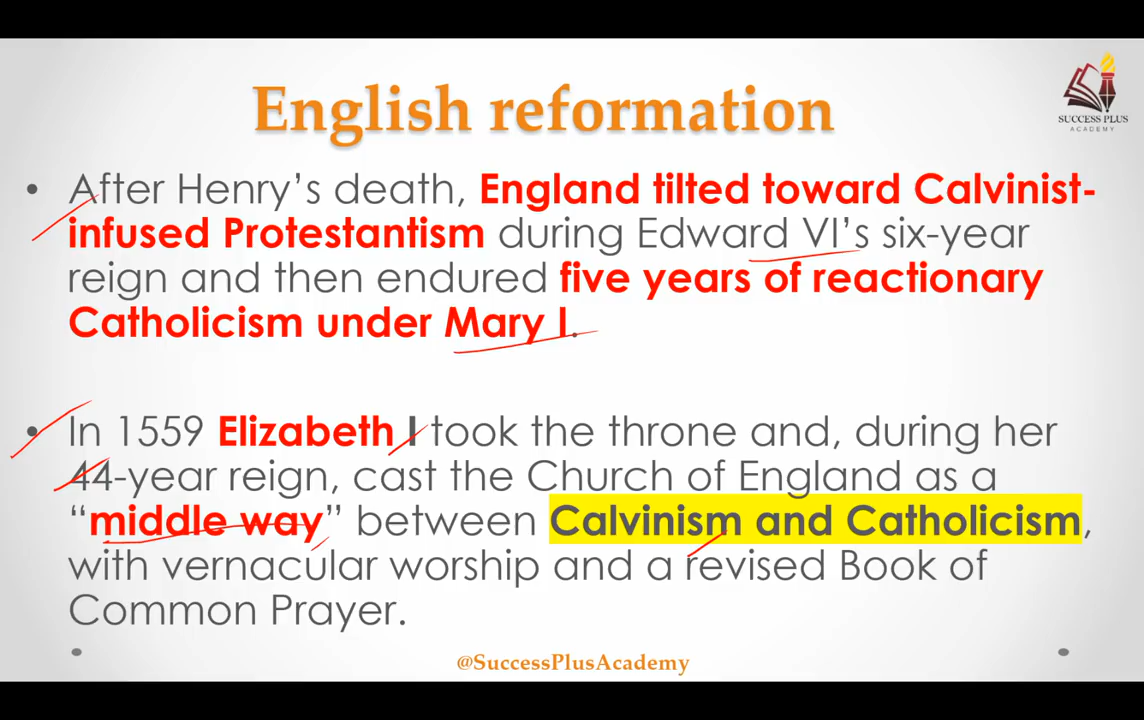 English reformation
SUCCESS PLUS
ACADEMY
• After Henry’s death, England tilted toward Calvinist-
infused Protestantism during Edward VI’s six-year
reign and then endured five years of reactionary
Catholicism under Mary I.
• In 1559 Elizabeth I took the throne and, during her
44-year reign, cast the Church of England as a
“middle way” between Calvinism and Catholicism,
with vernacular worship and a revised Book of
Common Prayer.
@SuccessPlusAcademy